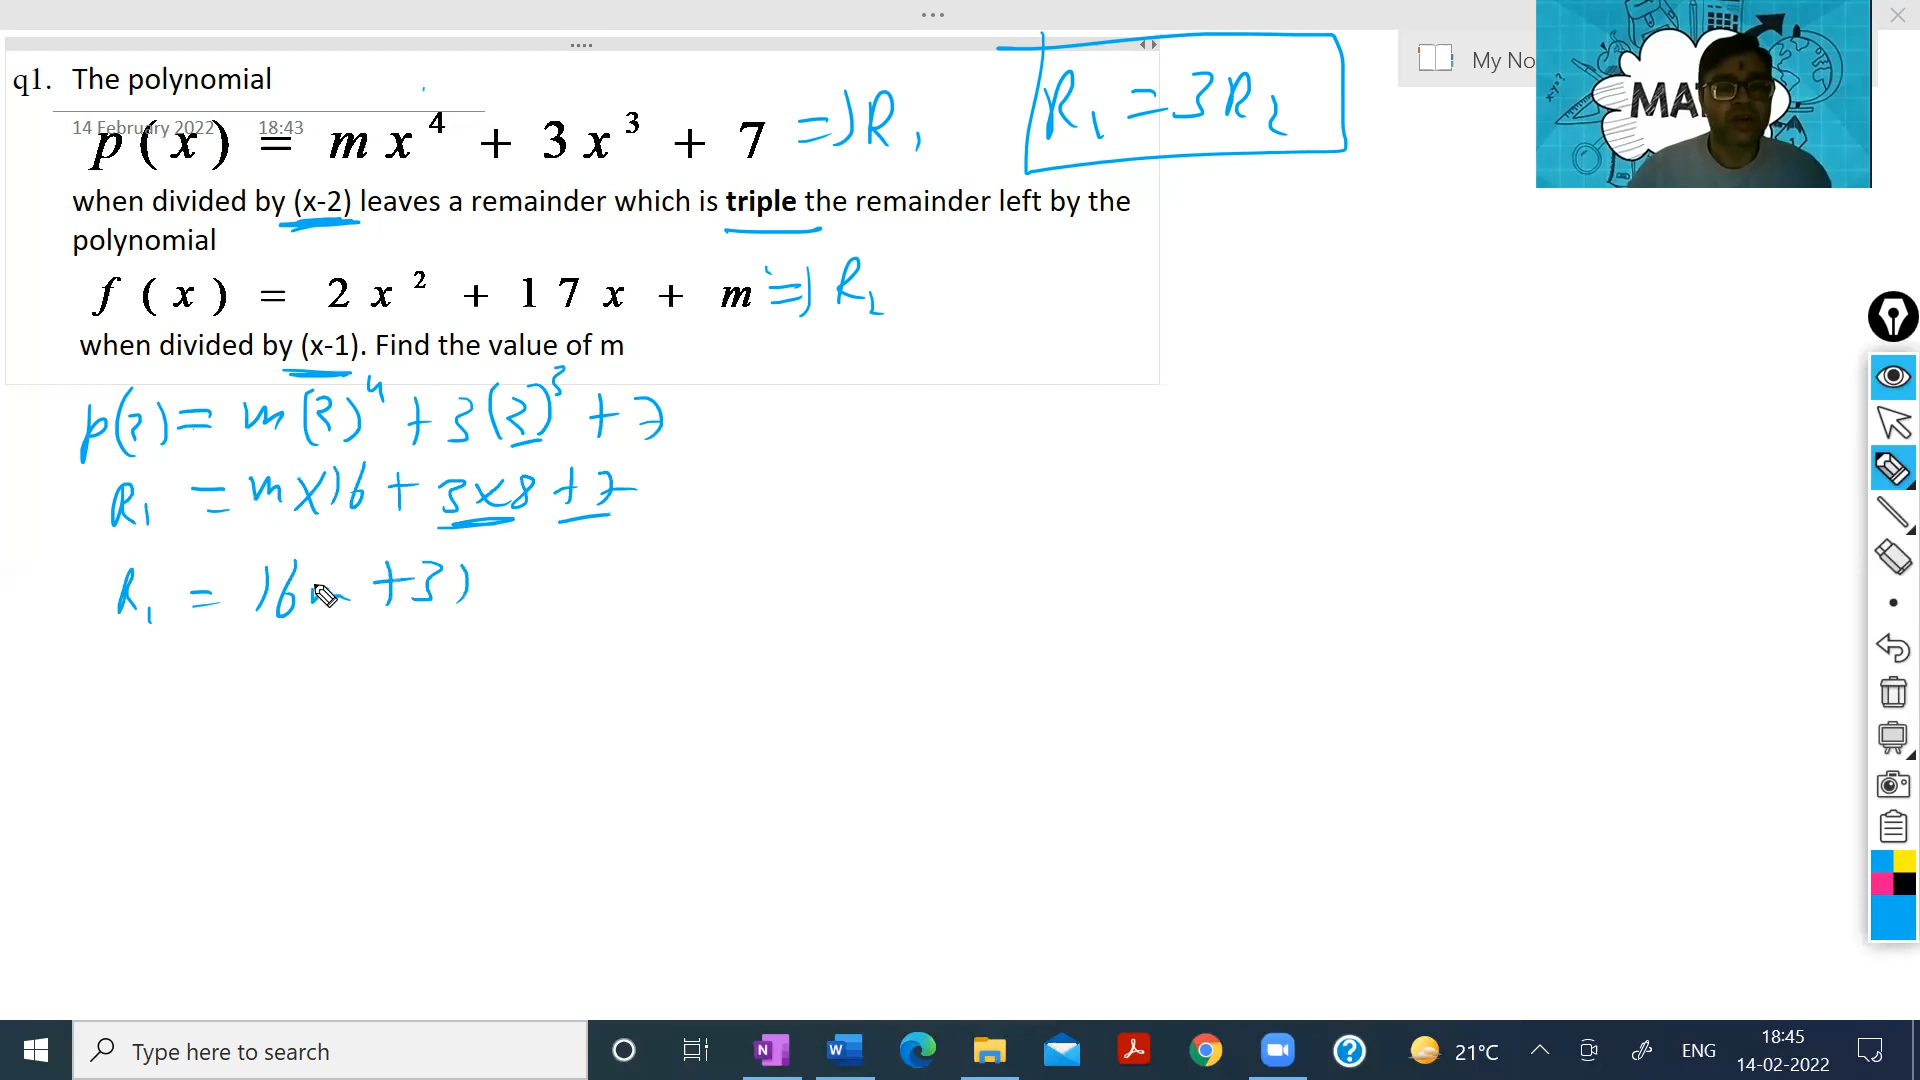 q1. The polynomial
14 February 2022 18:43
p(x) = mx⁴ + 3x³ + 7 ⇒ R₁
R₁ = 3R₂
My No
MA
when divided by (x-2) leaves a remainder which is triple the remainder left by the
polynomial
f(x) = 2x² + 17x + m ⇒ R₂
when divided by (x-1). Find the value of m
p(2) = m(2)⁴ + 3(2)³ + 7
R₁ = m×16 + 3×8 + 7
R₁ = 16m + 31
Type here to search
21°C
ENG
18:45
14-02-2022